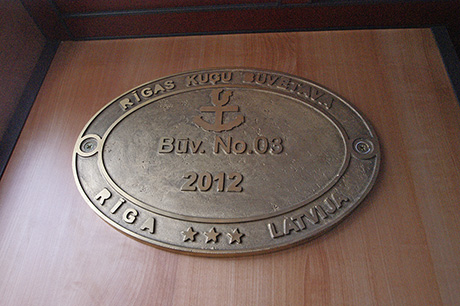 RĪGAS KUĢU BŪVĒTAVA
Būv. No.03
2012
RĪGA ★★★ LATVIJA